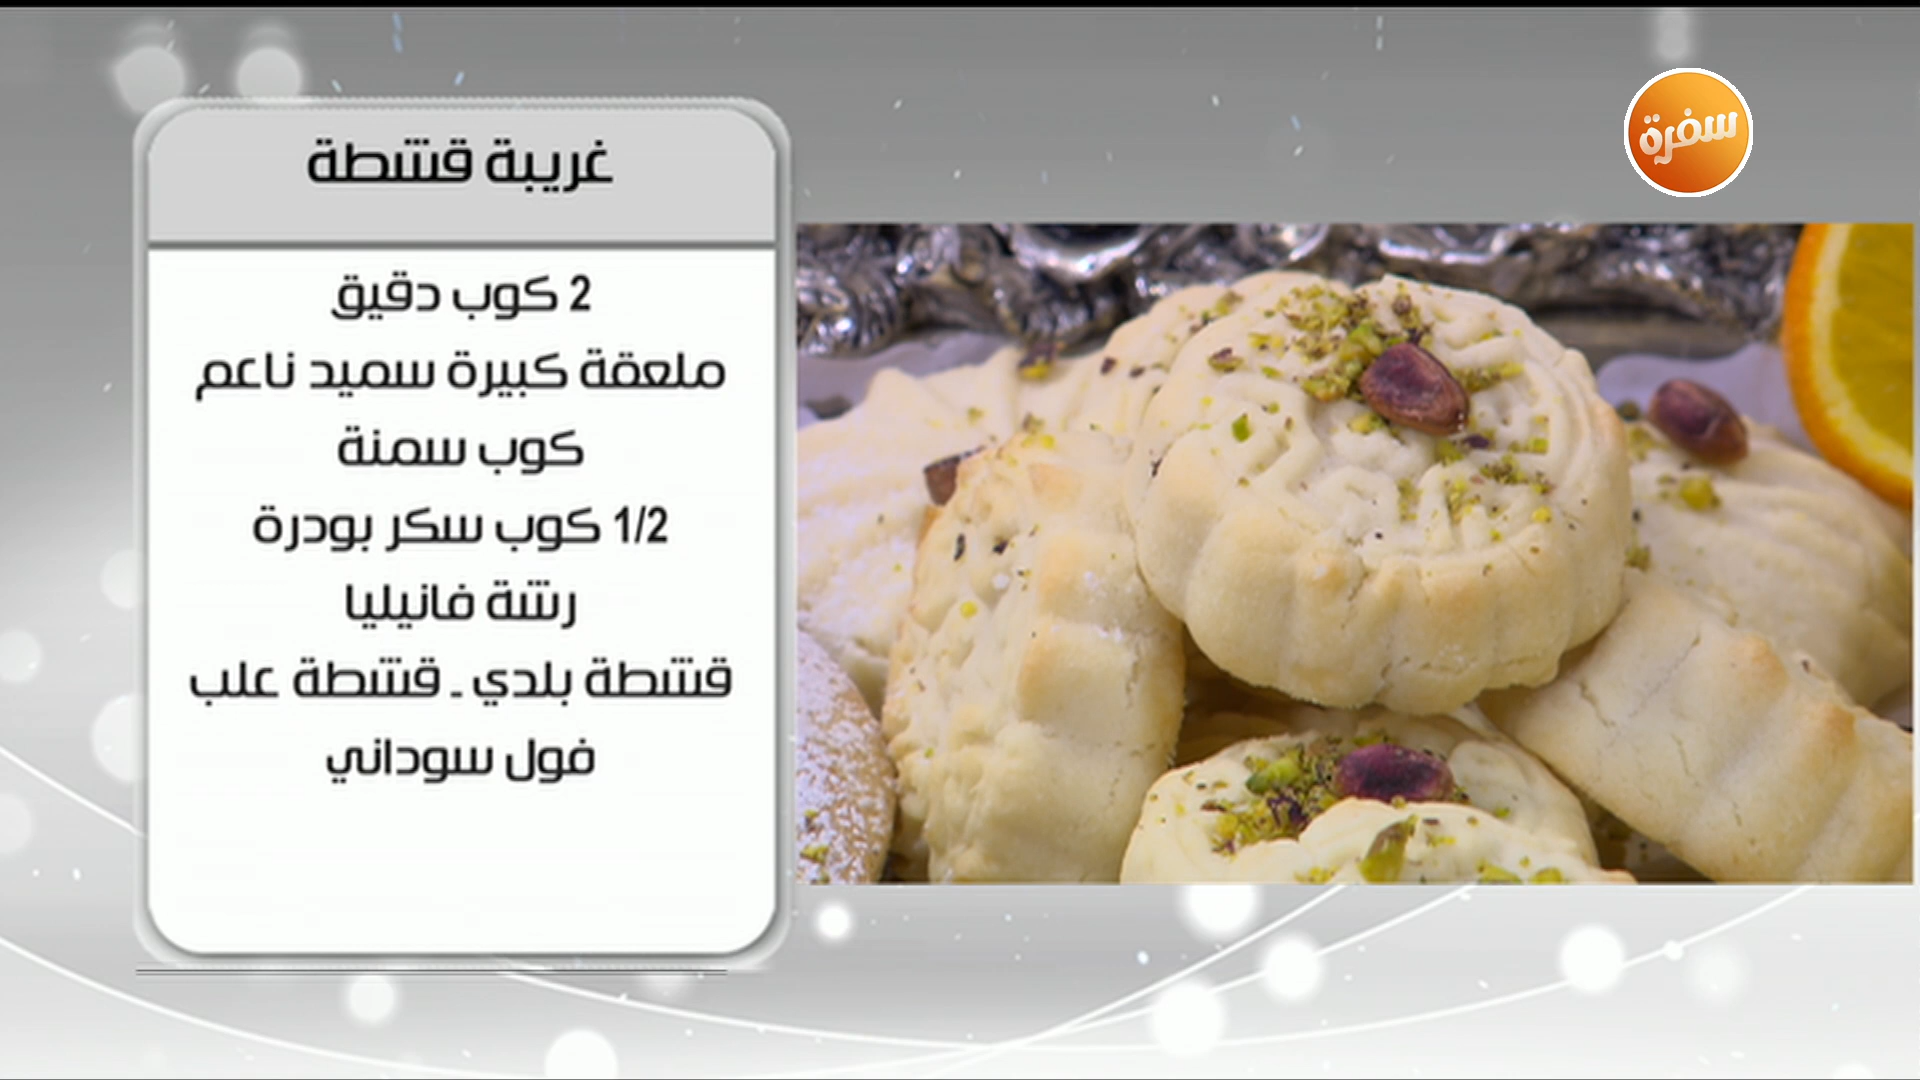 سفرة
غريبة قشطة
2 كوب دقيق
ملعقة كبيرة سميد ناعم
كوب سمنة
1/2 كوب سكر بودرة
رشة فانيليا
قشطة بلدي - قشطة علب
فول سوداني